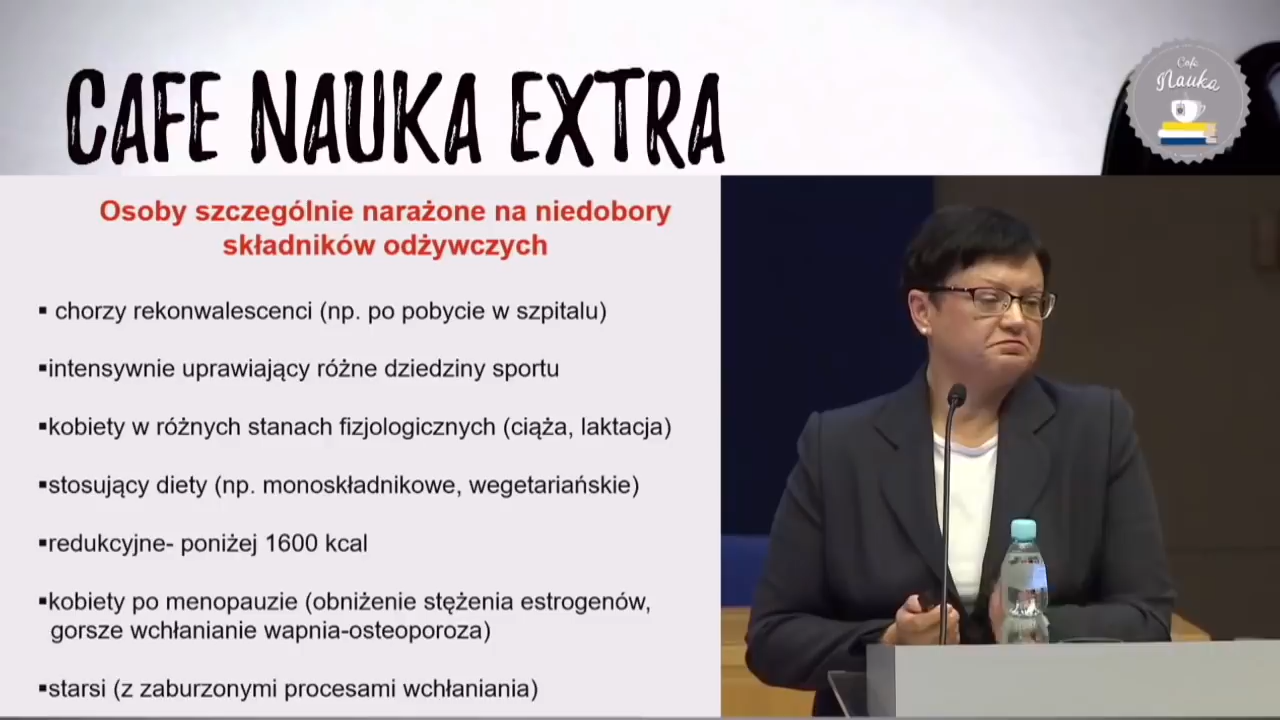 CAFE NAUKA EXTRA
Cafe
Nauka
Osoby szczególnie narażone na niedobory
składników odżywczych
▪ chorzy rekonwalescenci (np. po pobycie w szpitalu)
▪intensywnie uprawiający różne dziedziny sportu
▪kobiety w różnych stanach fizjologicznych (ciąża, laktacja)
▪stosujący diety (np. monoskładnikowe, wegetariańskie)
▪redukcyjne- poniżej 1600 kcal
▪kobiety po menopauzie (obniżenie stężenia estrogenów,
gorsze wchłanianie wapnia-osteoporoza)
▪starsi (z zaburzonymi procesami wchłaniania)